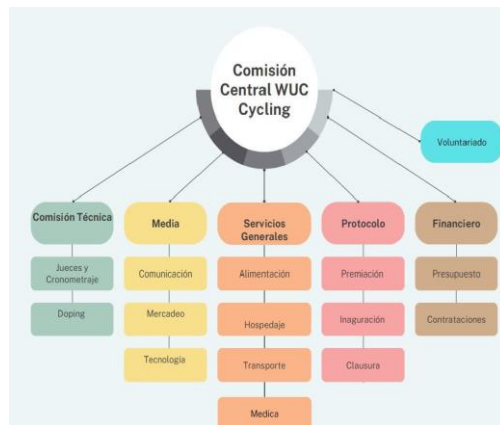 Comisión
Central WUC
Cycling
Voluntariado
Comisión Técnica
Media
Servicios
Generales
Protocolo
Financiero
Jueces y
Cronometraje
Comunicación
Alimentación
Premiación
Presupuesto
Doping
Mercadeo
Hospedaje
Inaguración
Contrataciones
Tecnología
Transporte
Clausura
Medica